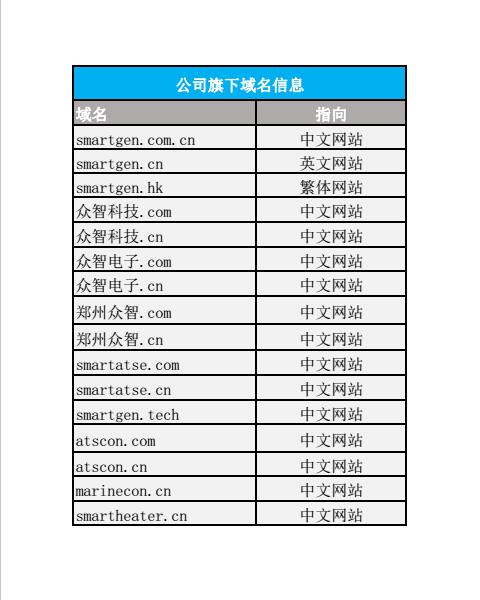 公司旗下域名信息
域名 指向
smartgen.com.cn 中文网站
smartgen.cn 英文网站
smartgen.hk 繁体网站
众智科技.com 中文网站
众智科技.cn 中文网站
众智电子.com 中文网站
众智电子.cn 中文网站
郑州众智.com 中文网站
郑州众智.cn 中文网站
smartatse.com 中文网站
smartatse.cn 中文网站
smartgen.tech 中文网站
atscon.com 中文网站
atscon.cn 中文网站
marinecon.cn 中文网站
smartheater.cn 中文网站